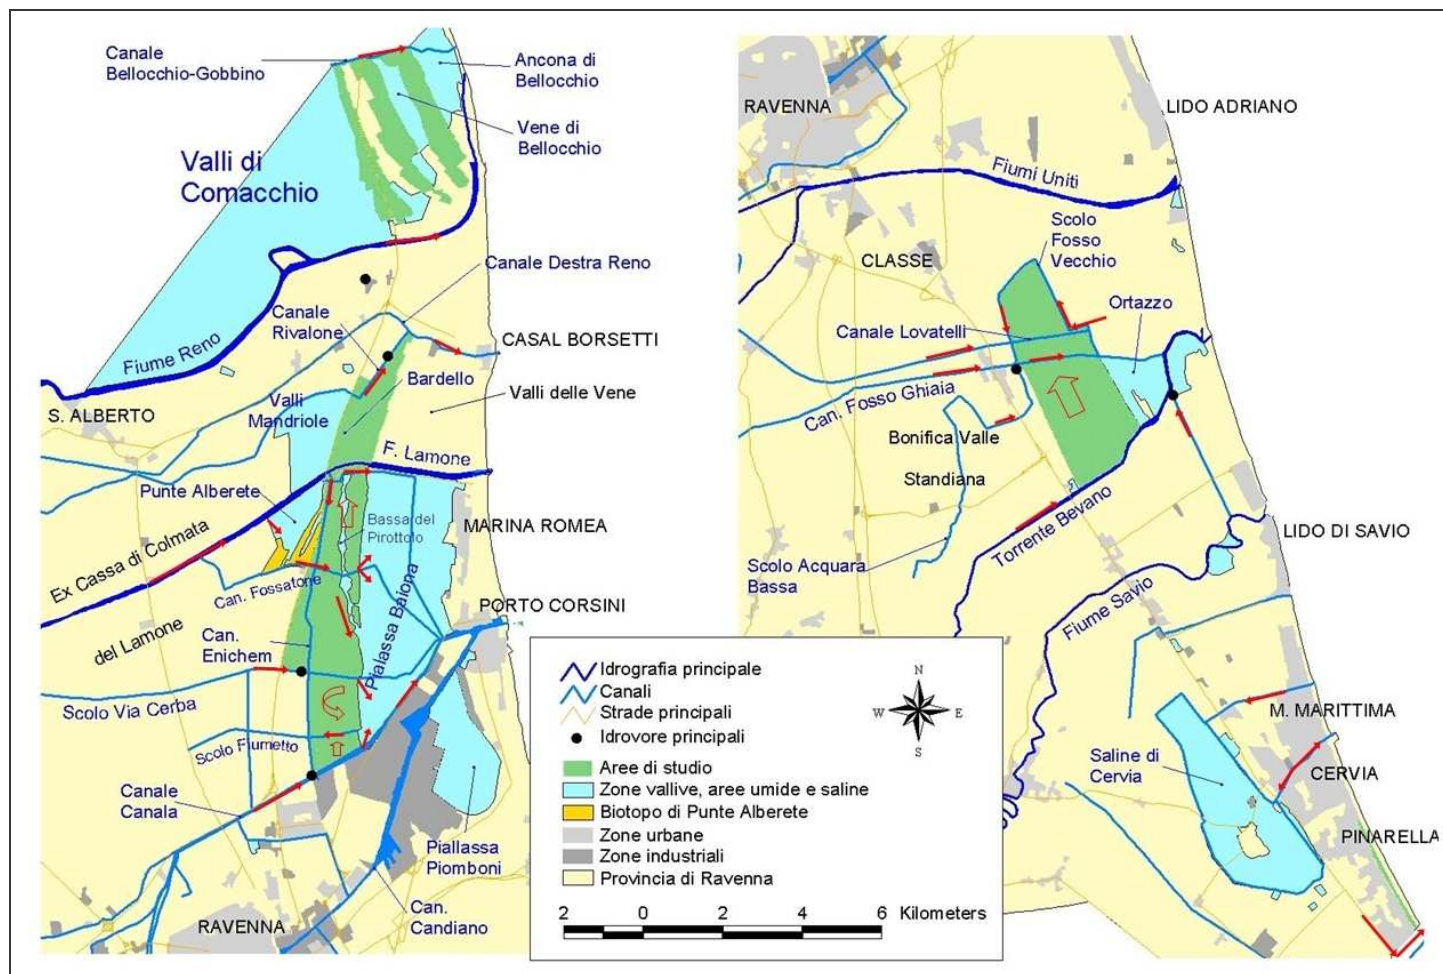 Canale
Bellocchio-Gobbino
Ancona di
Bellocchio
Vene di
Bellocchio
Valli di
Comacchio
Canale Destra Reno
Canale
Rivalone
CASAL BORSETTI
Fiume Reno
Bardello
Valli delle Vene
S. ALBERTO
Valli
Mandriole
F. Lamone
Punte Alberete
MARINA ROMEA
Bassa del
Pirottolo
Ex Cassa di Colmata
del Lamone
Can. Fossatone
Pialassa Baiona
PORTO CORSINI
Can.
Enichem
Scolo Via Cerba
Scolo Fiumetto
Canale
Canala
Piallassa
Piomboni
Can.
Candiano
RAVENNA
RAVENNA
LIDO ADRIANO
Fiumi Uniti
Scolo
Fosso
Vecchio
CLASSE
Ortazzo
Canale Lovatelli
Can. Fosso Ghiaia
Bonifica Valle
Standiana
Torrente Bevano
LIDO DI SAVIO
Scolo Acquara
Bassa
Fiume Savio
M. MARITTIMA
Saline di
Cervia
CERVIA
PINARELLA
Idrografia principale
Canali
Strade principali
Idrovore principali
Aree di studio
Zone vallive, aree umide e saline
Biotopo di Punte Alberete
Zone urbane
Zone industriali
Provincia di Ravenna
N
W E
S
2 0 2 4 6 Kilometers